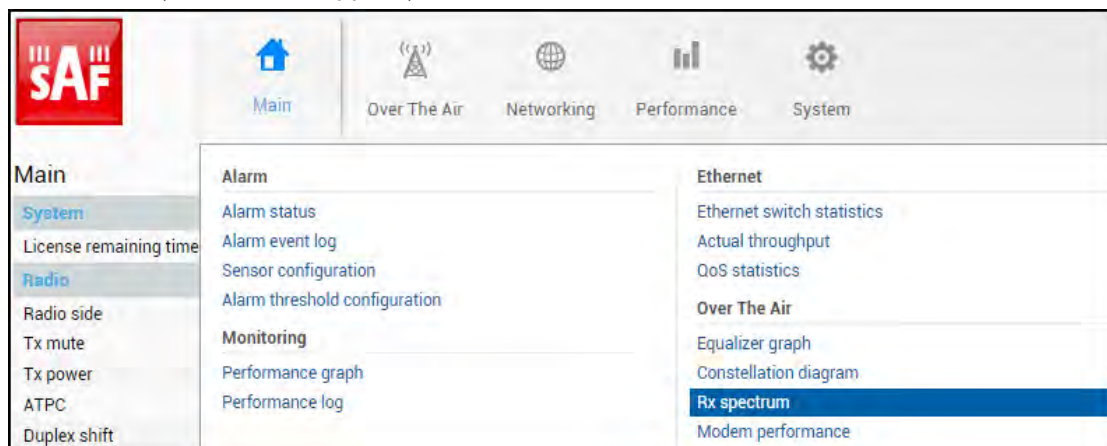 SAF
Main
Over The Air
Networking
Performance
System
Main
System
License remaining time
Radio
Radio side
Tx mute
Tx power
ATPC
Duplex shift
Alarm
Alarm status
Alarm event log
Sensor configuration
Alarm threshold configuration
Monitoring
Performance graph
Performance log
Ethernet
Ethernet switch statistics
Actual throughput
QoS statistics
Over The Air
Equalizer graph
Constellation diagram
Rx spectrum
Modem performance